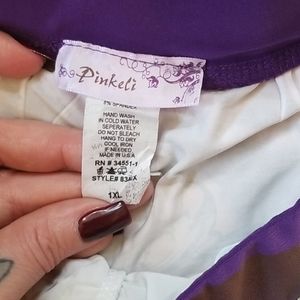 Pinkeli
SPANDEX
HAND WASH
IN COLD WATER
SEPERATELY
DO NOT BLEACH
HANG TO DRY
COOL IRON
IF NEEDED
MADE IN U.S.A
RN # 34551-1
1XL